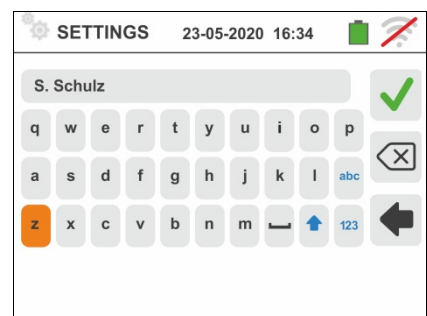 SETTINGS 23-05-2020 16:34
S. Schulz
q w e r t y u i o p
a s d f g h j k l abc
z x c v b n m 123